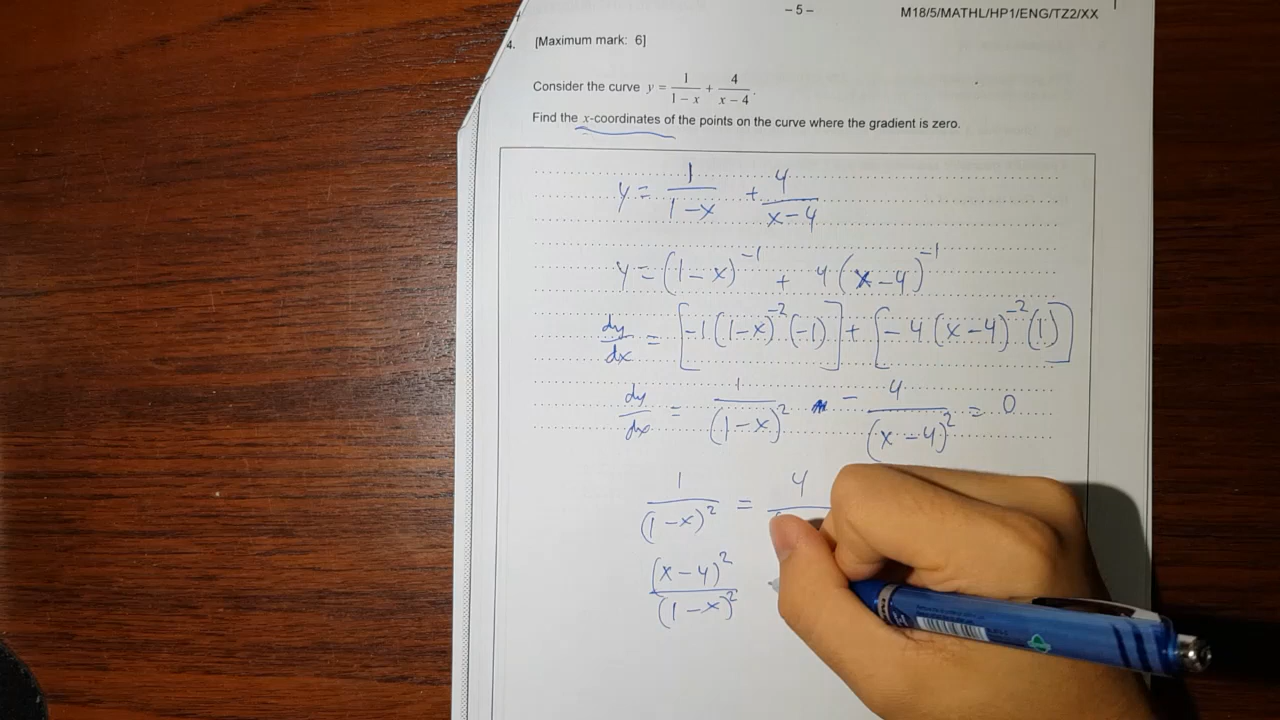 – 5 – M18/5/MATHL/HP1/ENG/TZ2/XX
4. [Maximum mark: 6]
Consider the curve y = 1/(1 – x) + 4/(x – 4).
Find the x-coordinates of the points on the curve where the gradient is zero.
y = 1/(1 – x) + 4/(x – 4)
y = (1 – x)^-1 + 4(x – 4)^-1
dy/dx = [-1(1 – x)^-2(-1)] + [-4(x – 4)^-2(1)]
dy/dx = 1/(1 – x)^2 – 4/(x – 4)^2 = 0
1/(1 – x)^2 = 4
(x – 4)^2/(1 – x)^2